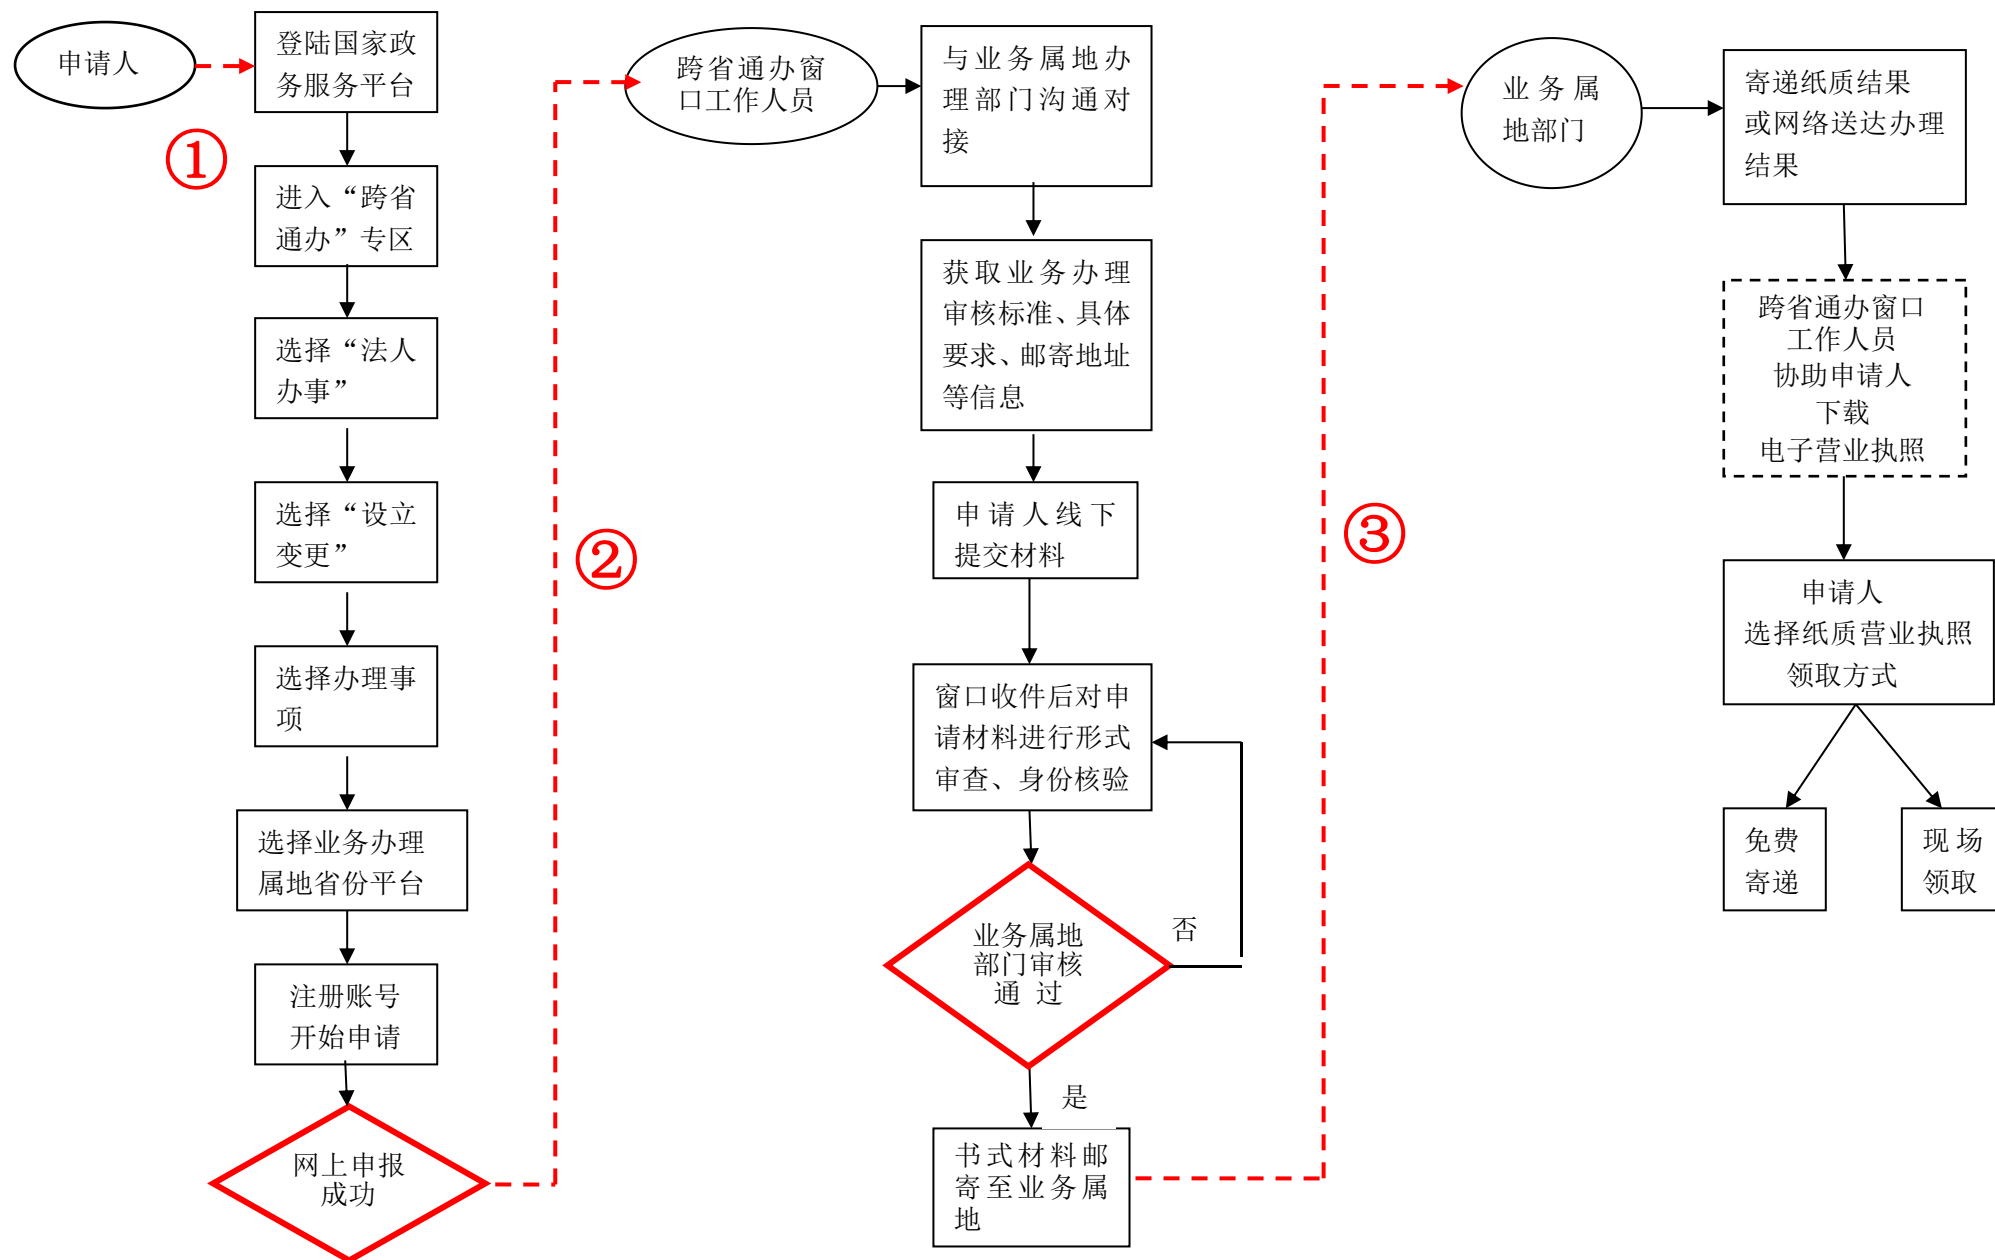 申请人
登陆国家政
务服务平台
①
进入“跨省
通办”专区
选择“法人
办事”
选择“设立
变更”
选择办理事
项
选择业务办理
属地省份平台
注册账号
开始申请
网上申报
成功
②
跨省通办窗
口工作人员
与业务属地办
理部门沟通对
接
获取业务办理
审核标准、具体
要求、邮寄地址
等信息
申请人线下
提交材料
窗口收件后对申
请材料进行形式
审查、身份核验
业务属地
部门审核
通 过
否
是
书式材料邮
寄至业务属
地
③
业务属
地部门
寄递纸质结果
或网络送达办理
结果
跨省通办窗口
工作人员
协助申请人
下载
电子营业执照
申请人
选择纸质营业执照
领取方式
免费
寄递
现场
领取